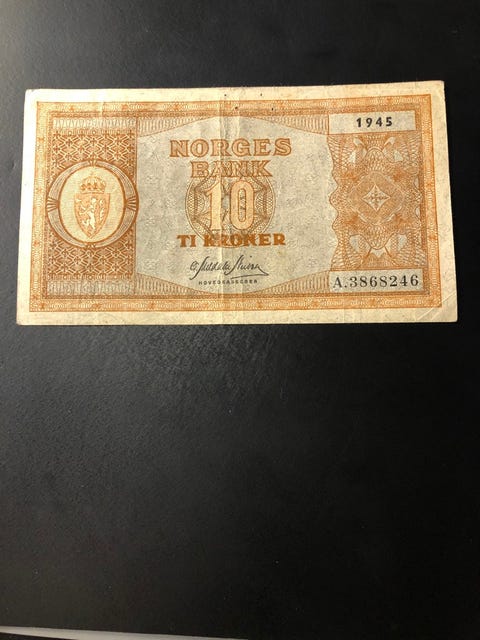 1945
NORGES
BANK
10
TI KRONER
HOVEDKASSERER
A.3868246